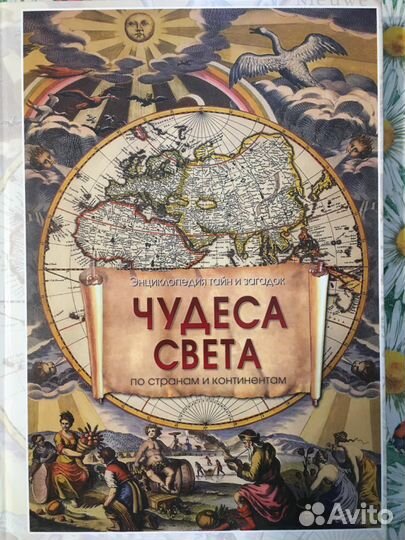 Энциклопедия тайн и загадок
ЧУДЕСА
СВЕТА
по странам и континентам
Avito